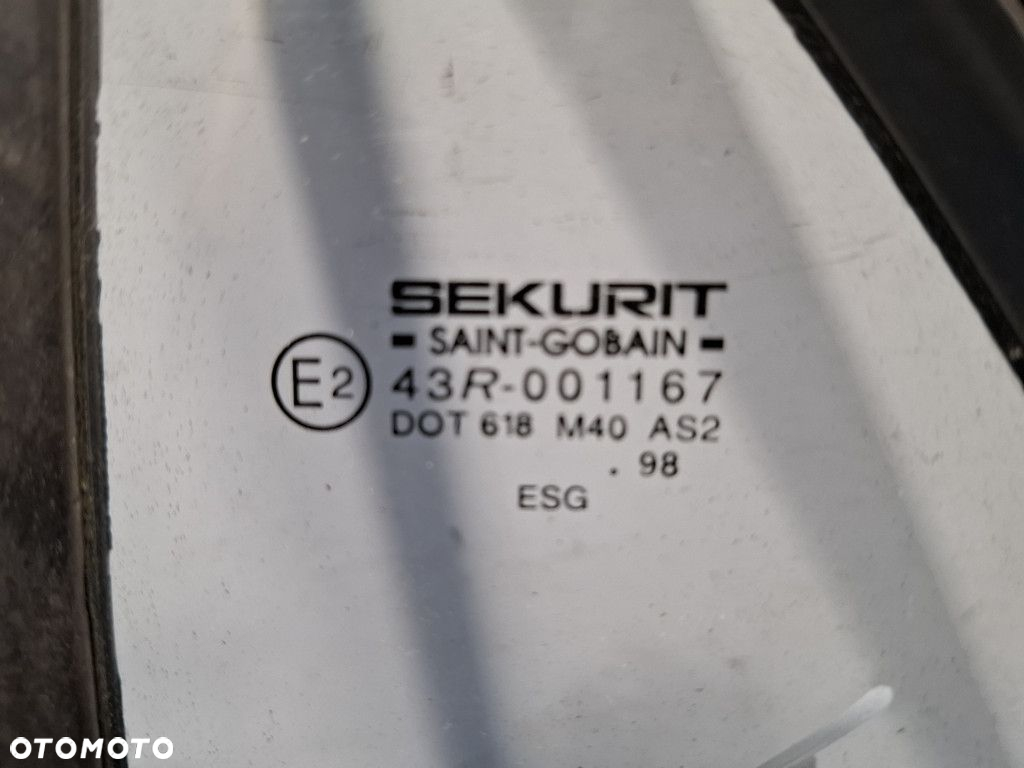 SEKURIT
SAINT-GOBAIN
E2 43R-001167
DOT 618 M40 AS2
. 98
ESG
OTOMOTO